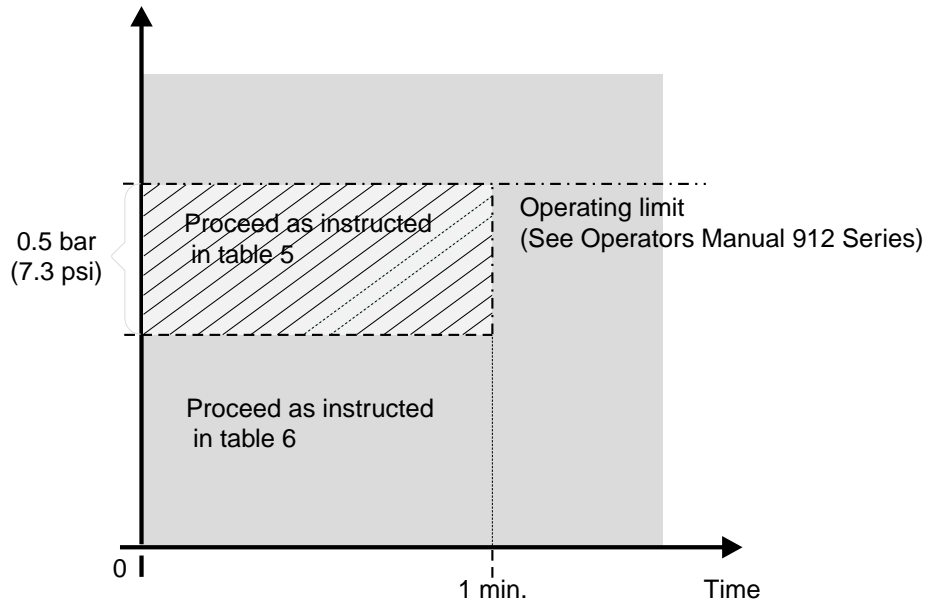 Proceed as instructed
in table 5
0.5 bar
(7.3 psi)
Operating limit
(See Operators Manual 912 Series)
Proceed as instructed
in table 6
0
1 min.
Time